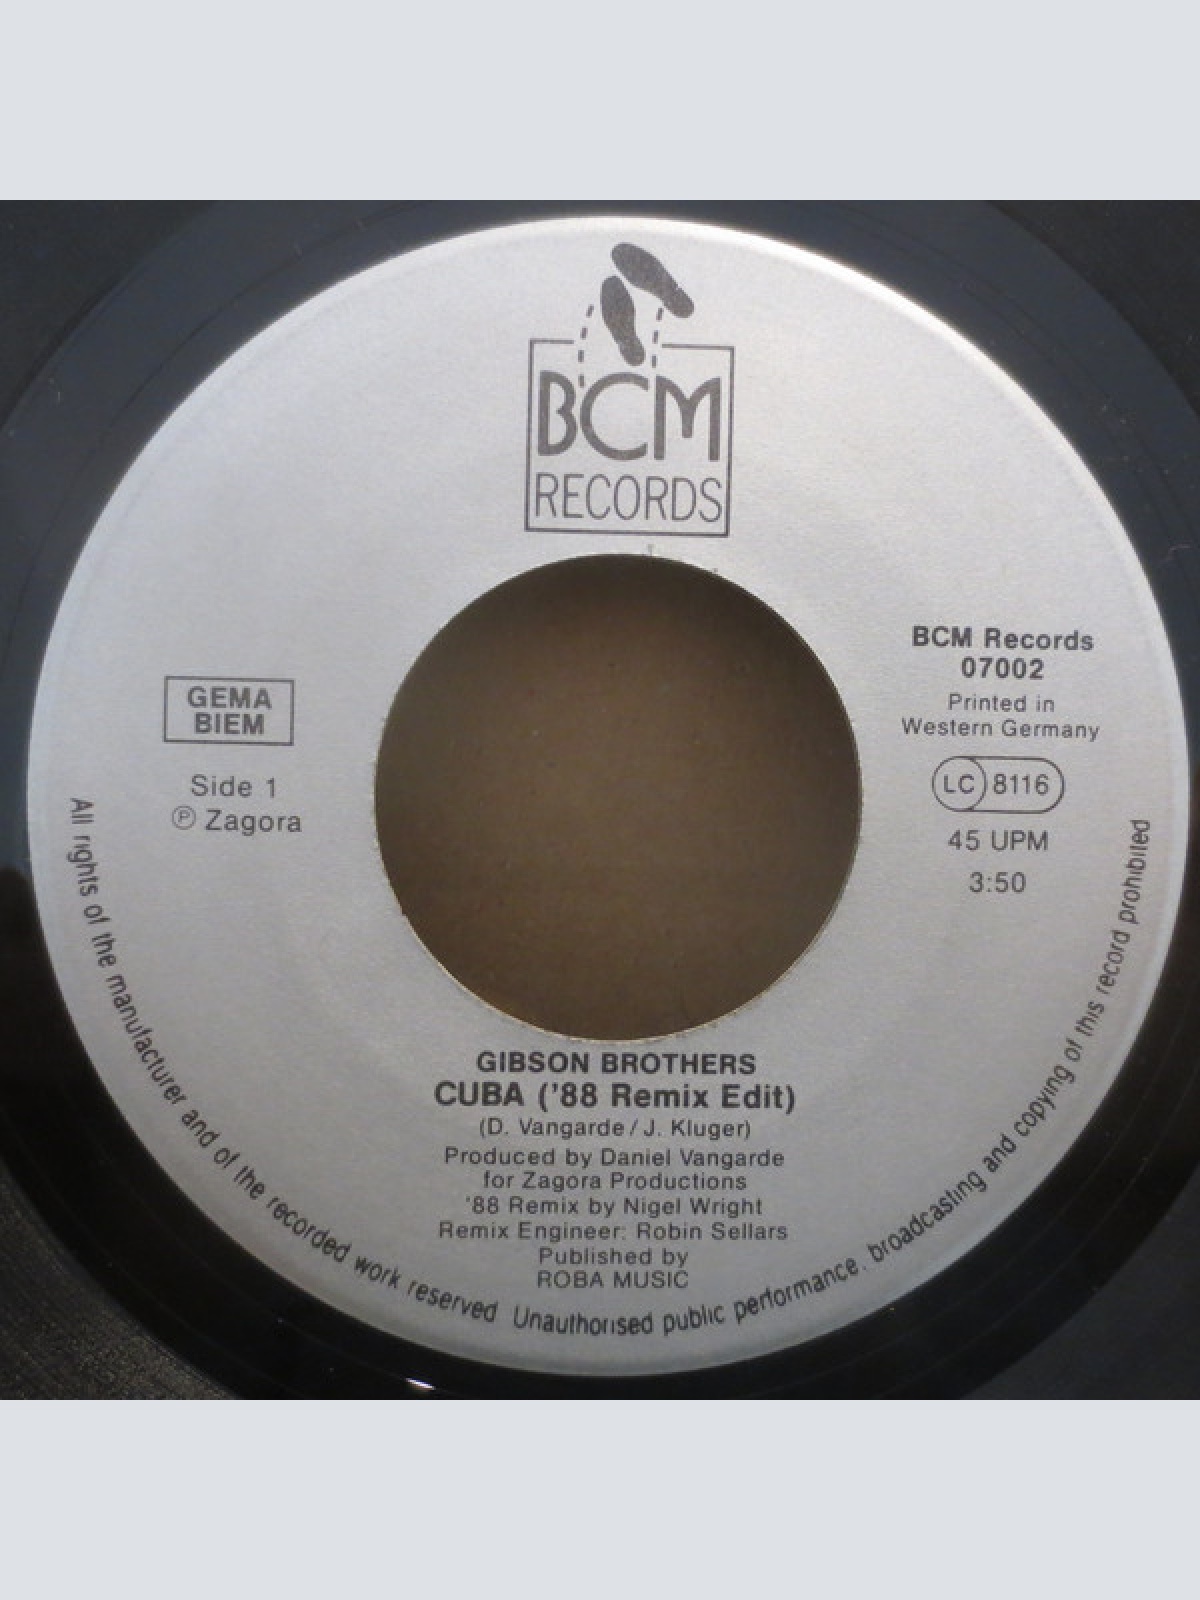 BCM
RECORDS
BCM Records
07002
Printed in
Western Germany
LC 8116
45 UPM
3:50
GEMA
BIEM
Side 1
Ⓟ Zagora
GIBSON BROTHERS
CUBA ('88 Remix Edit)
(D. Vangarde / J. Kluger)
Produced by Daniel Vangarde
for Zagora Productions
'88 Remix by Nigel Wright
Remix Engineer: Robin Sellars
Published by
ROBA MUSIC
All rights of the manufacturer and of the recorded work reserved Unauthorised public performance, broadcasting and copying of this record prohibited